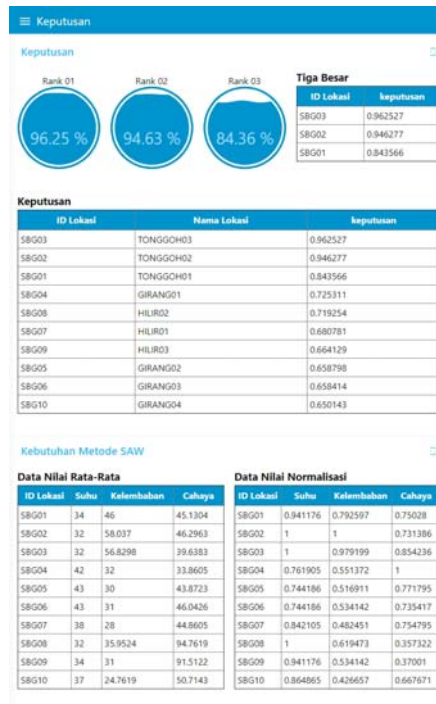 Keputusan
Keputusan
Rank 01 Rank 02 Rank 03
96.25 % 94.63 % 84.36 %
Tiga Besar
ID Lokasi keputusan
SBG03 0.962527
SBG02 0.946277
SBG01 0.843566
Keputusan
ID Lokasi Nama Lokasi keputusan
SBG03 TONGGOH03 0.962527
SBG02 TONGGOH02 0.946277
SBG01 TONGGOH01 0.843566
SBG04 GIRANG01 0.725311
SBG08 HILIR02 0.719254
SBG07 HILIR01 0.680781
SBG09 HILIR03 0.664129
SBG05 GIRANG02 0.658798
SBG06 GIRANG03 0.658414
SBG10 GIRANG04 0.650143
Kebutuhan Metode SAW
Data Nilai Rata-Rata
ID Lokasi Suhu Kelembaban Cahaya
SBG01 34 46 45.1304
SBG02 32 58.037 46.2963
SBG03 32 56.8298 39.6383
SBG04 42 32 33.8605
SBG05 43 30 43.8723
SBG06 43 31 46.0426
SBG07 38 28 44.8605
SBG08 32 35.9524 94.7619
SBG09 34 31 91.5122
SBG10 37 24.7619 50.7143
Data Nilai Normalisasi
ID Lokasi Suhu Kelembaban Cahaya
SBG01 0.941176 0.792597 0.75028
SBG02 1 1 0.731386
SBG03 1 0.979199 0.854236
SBG04 0.761905 0.551372 1
SBG05 0.744186 0.516911 0.771795
SBG06 0.744186 0.534142 0.735417
SBG07 0.842105 0.482451 0.754795
SBG08 1 0.619473 0.357322
SBG09 0.941176 0.534142 0.37001
SBG10 0.864865 0.426657 0.667671